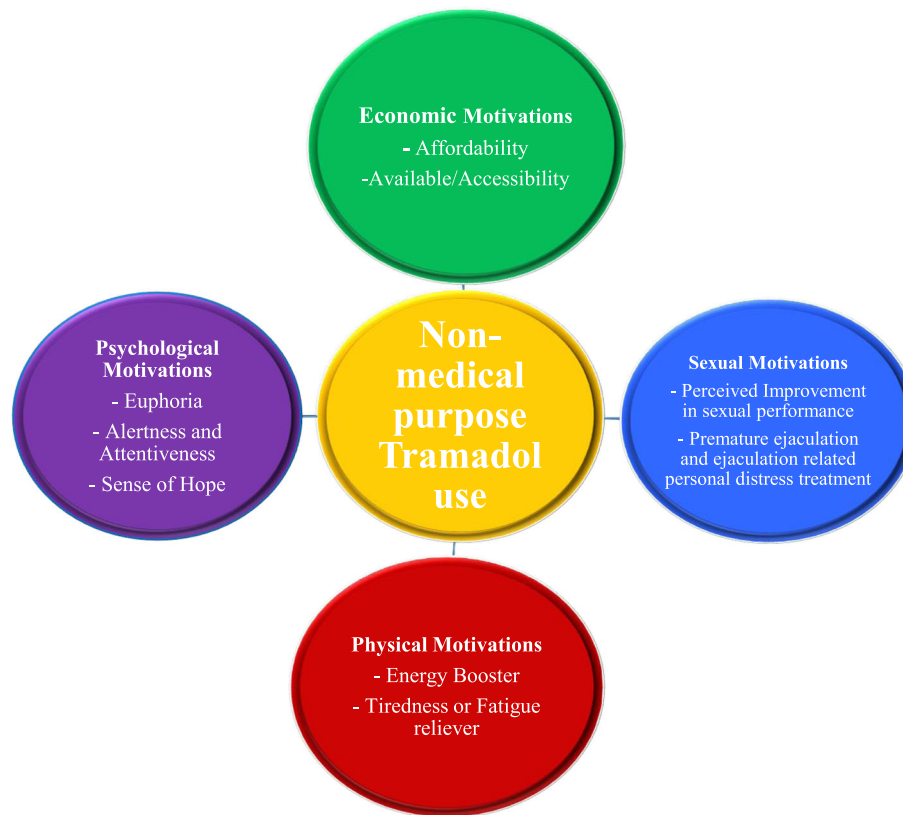 Economic Motivations
- Affordability
-Available/Accessibility
Psychological
Motivations
- Euphoria
- Alertness and
Attentiveness
- Sense of Hope
Non-
medical
purpose
Tramadol
use
Sexual Motivations
- Perceived Improvement
in sexual performance
- Premature ejaculation
and ejaculation related
personal distress treatment
Physical Motivations
- Energy Booster
- Tiredness or Fatigue
reliever